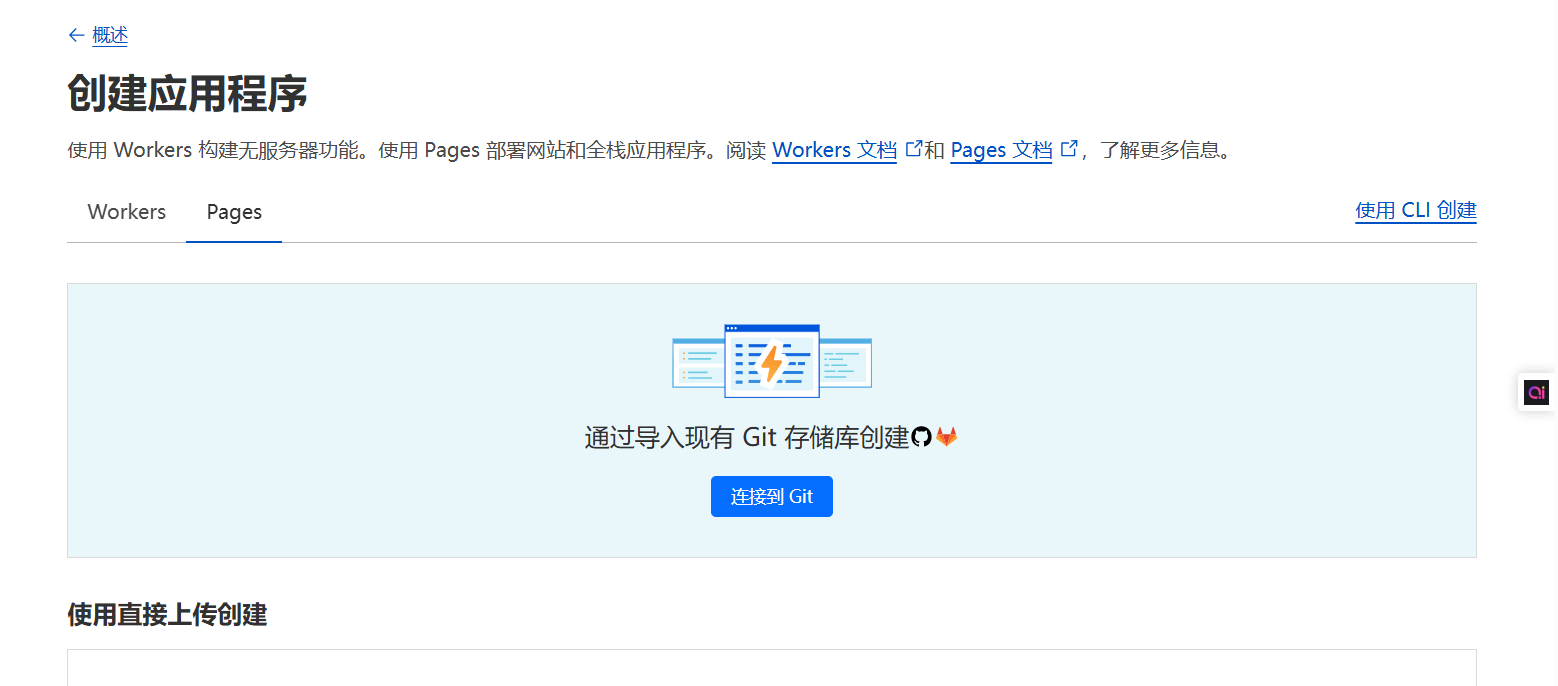 概述
创建应用程序
使用 Workers 构建无服务器功能。使用 Pages 部署网站和全栈应用程序。阅读 Workers 文档 和 Pages 文档 ，了解更多信息。
Workers Pages 使用 CLI 创建
通过导入现有 Git 存储库创建
连接到 Git
使用直接上传创建